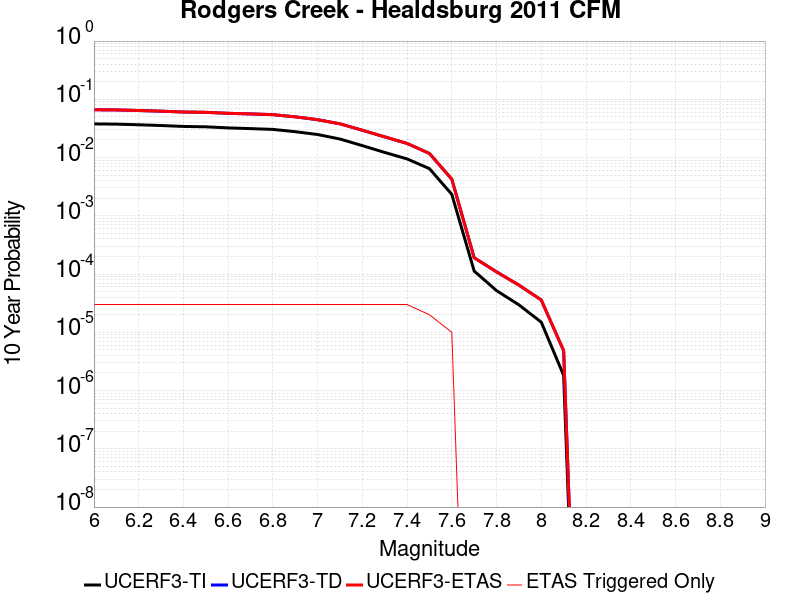 Rodgers Creek - Healdsburg 2011 CFM
10 Year Probability
10^0
10^-1
10^-2
10^-3
10^-4
10^-5
10^-6
10^-7
10^-8
6 6.2 6.4 6.6 6.8 7 7.2 7.4 7.6 7.8 8 8.2 8.4 8.6 8.8 9
Magnitude
UCERF3-TI UCERF3-TD UCERF3-ETAS ETAS Triggered Only